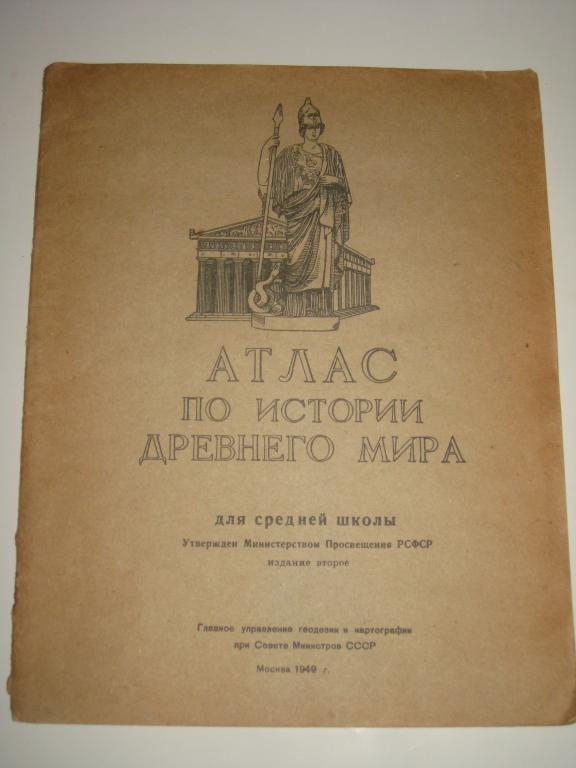 АТЛАС
ПО ИСТОРИИ
ДРЕВНЕГО МИРА
для средней школы
Утвержден Министерством Просвещения РСФСР
издание второе
Главное управление геодезии и картографии
при Совете Министров СССР
Москва 1949 г.